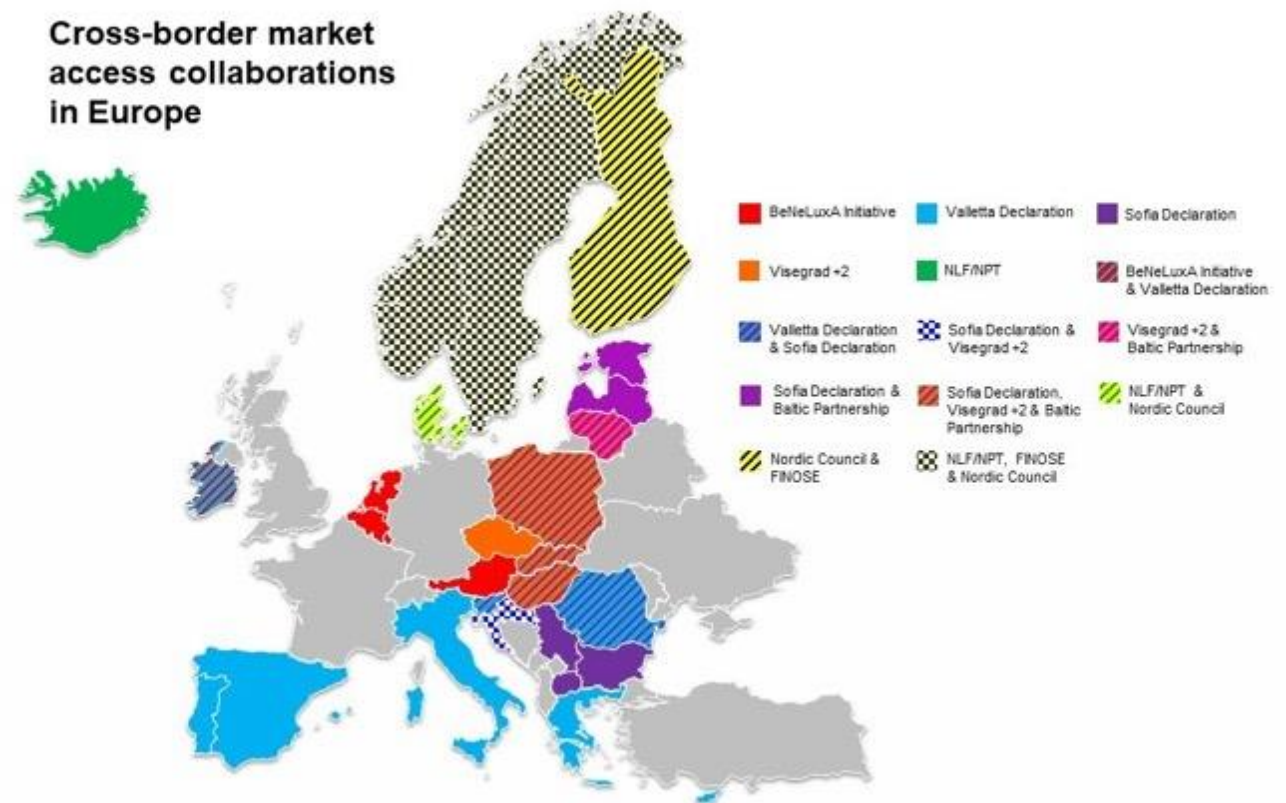 Cross-border market
access collaborations
in Europe
BeNeLuxA Initiative
Valletta Declaration
Sofia Declaration
Visegrad +2
NLF/NPT
BeNeLuxA Initiative
& Valletta Declaration
Valletta Declaration
& Sofia Declaration
Sofia Declaration &
Visegrad +2
Visegrad +2 &
Baltic Partnership
Sofia Declaration &
Baltic Partnership
Sofia Declaration,
Visegrad +2 & Baltic
Partnership
NLF/NPT &
Nordic Council
Nordic Council &
FINOSE
NLF/NPT, FINOSE
& Nordic Council